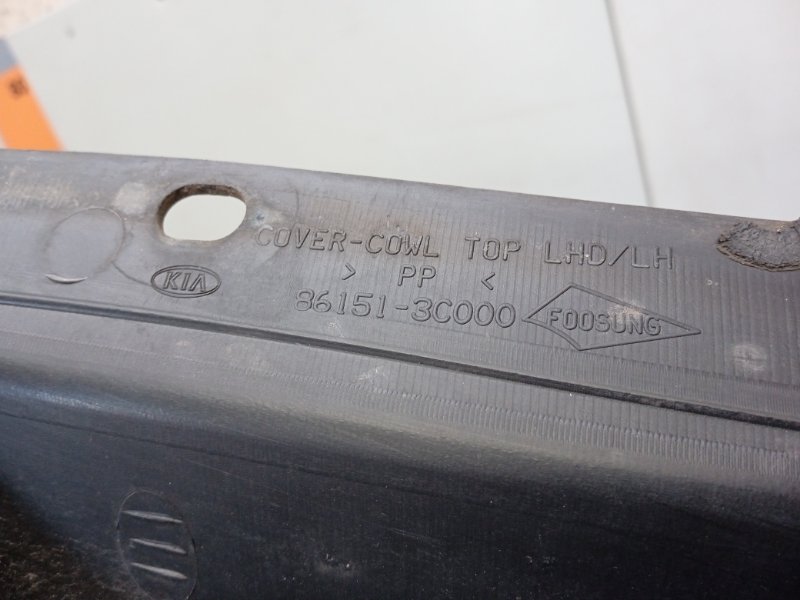 COVER-COWL TOP LHD/LH
> PP <
KIA
86151-3C000
FOOSUNG